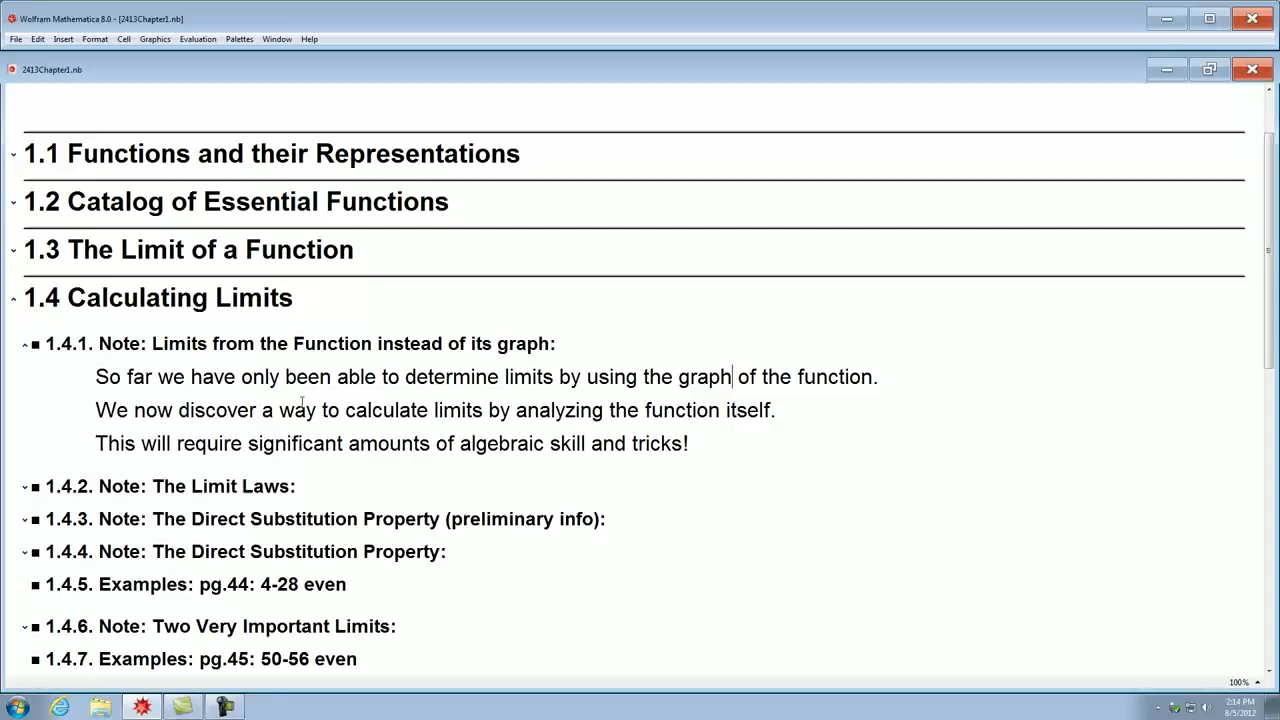 Wolfram Mathematica 8.0 - [2413Chapter1.nb]
File Edit Insert Format Cell Graphics Evaluation Palettes Window Help
2413Chapter1.nb
1.1 Functions and their Representations
1.2 Catalog of Essential Functions
1.3 The Limit of a Function
1.4 Calculating Limits
1.4.1. Note: Limits from the Function instead of its graph:
So far we have only been able to determine limits by using the graph of the function.
We now discover a way to calculate limits by analyzing the function itself.
This will require significant amounts of algebraic skill and tricks!
1.4.2. Note: The Limit Laws:
1.4.3. Note: The Direct Substitution Property (preliminary info):
1.4.4. Note: The Direct Substitution Property:
1.4.5. Examples: pg.44: 4-28 even
1.4.6. Note: Two Very Important Limits:
1.4.7. Examples: pg.45: 50-56 even
100%
2:14 PM
8/5/2012